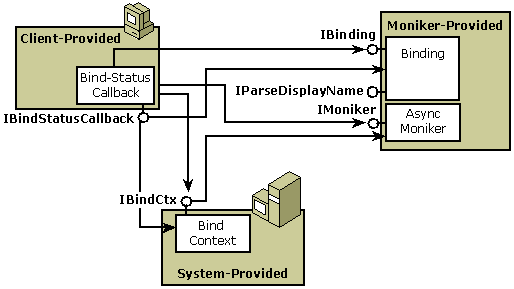 Client-Provided
Bind-Status
Callback
IBindStatusCallback
IBinding
Moniker-Provided
Binding
IParseDisplayName
IMoniker
Async
Moniker
IBindCtx
Bind
Context
System-Provided